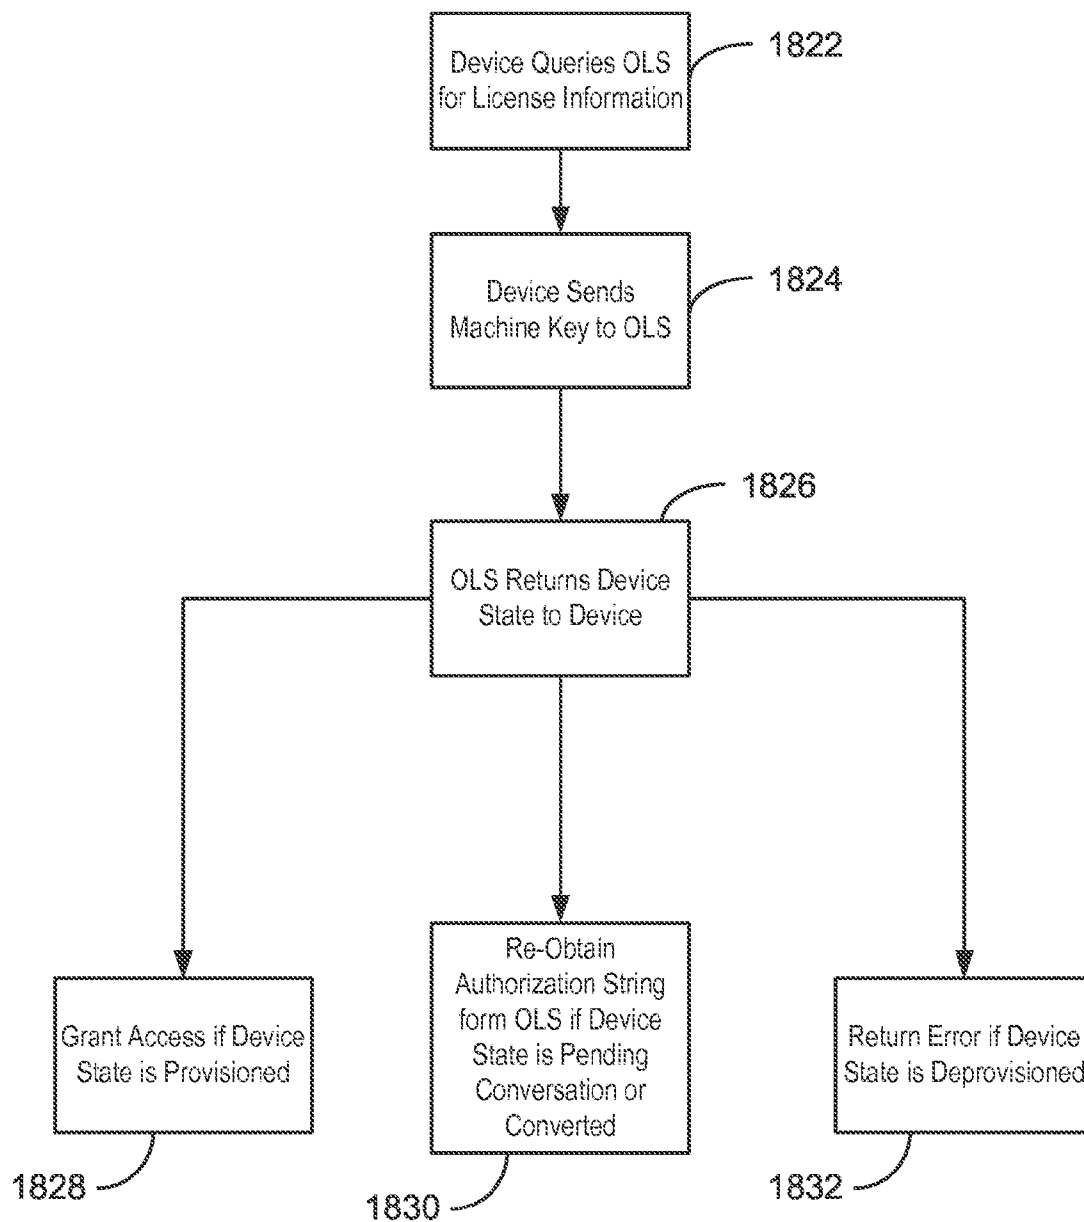 Device Queries OLS
for License Information
1822
Device Sends
Machine Key to OLS
1824
OLS Returns Device
State to Device
1826
Grant Access if Device
State is Provisioned
1828
Re-Obtain
Authorization String
form OLS if Device
State is Pending
Conversation or
Converted
1830
Return Error if Device
State is Deprovisioned
1832